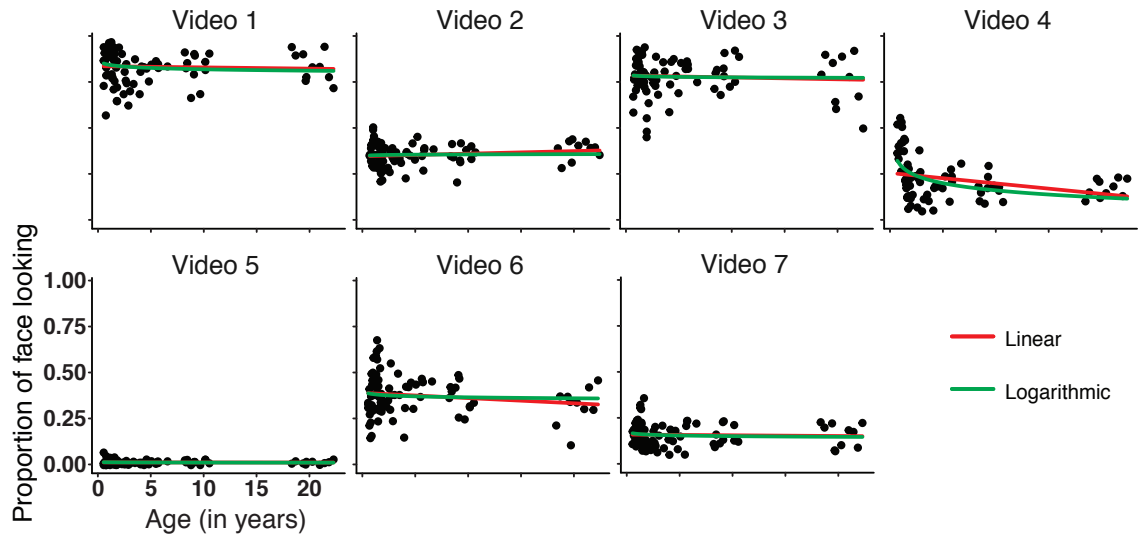 Video 1
Video 2
Video 3
Video 4
Video 5
Video 6
Video 7
Proportion of face looking
1.00
0.75
0.50
0.25
0.00
0 5 10 15 20
Age (in years)
Linear
Logarithmic